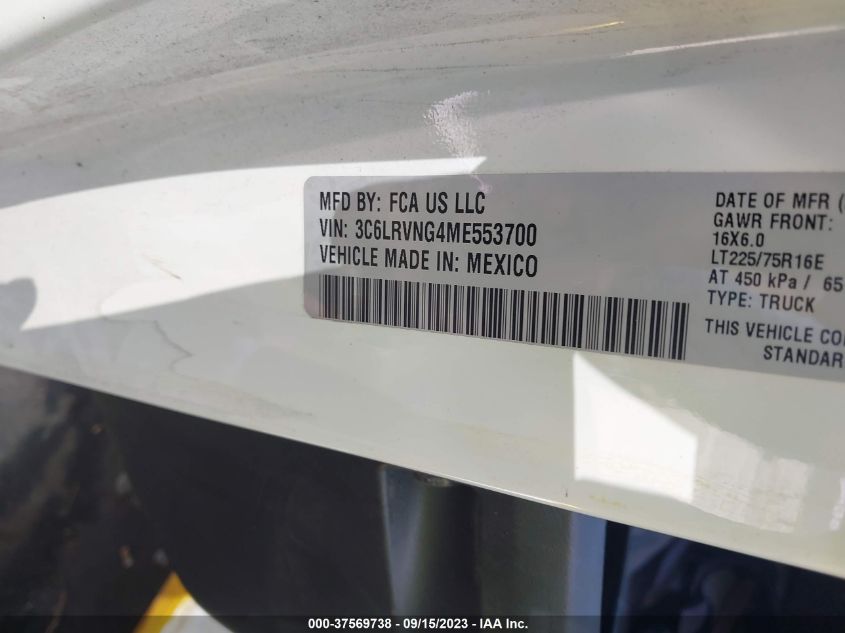 MFD BY: FCA US LLC
VIN: 3C6LRVNG4ME553700
VEHICLE MADE IN: MEXICO
DATE OF MFR (
GAWR FRONT:
16X6.0
LT225/75R16E
AT 450 kPa / 65
TYPE: TRUCK
THIS VEHICLE CO
STANDAR
000-37569738 - 09/15/2023 - IAA Inc.